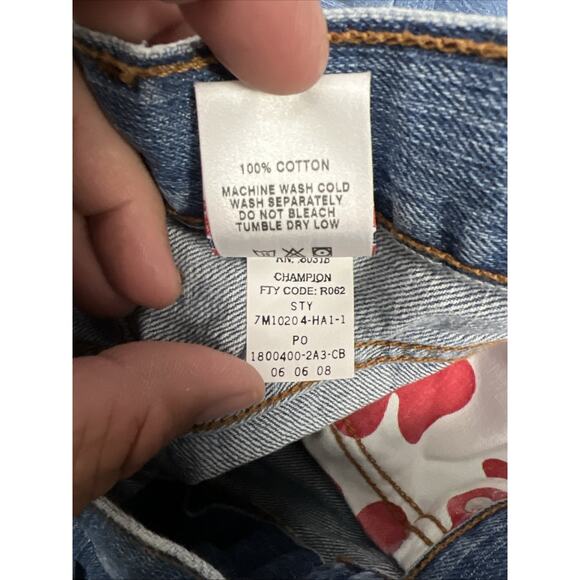 100% COTTON
MACHINE WASH COLD
WASH SEPARATELY
DO NOT BLEACH
TUMBLE DRY LOW
CHAMPION
FTY CODE: R062
STY
7M10204-HA1-1
PO
1800400-2A3-CB
06 06 08